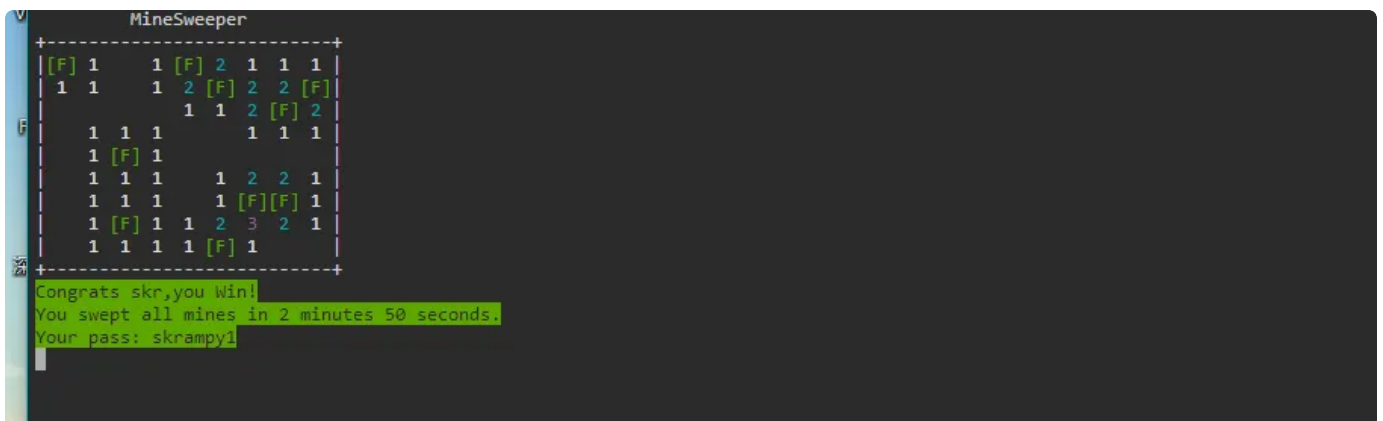 MineSweeper
+---------------------------+
|[F] 1     1 [F] 2  1  1  1 |
| 1  1     1  2 [F] 2  2 [F]|
|             1  1  2 [F] 2 |
|    1  1  1        1  1  1 |
|    1 [F] 1                |
|    1  1  1     1  2  2  1 |
|    1  1  1     1 [F][F] 1 |
|    1 [F] 1  1  2  3  2  1 |
|    1  1  1  1 [F] 1       |
+---------------------------+
Congrats skr,you Win!
You swept all mines in 2 minutes 50 seconds.
Your pass: skrampy1